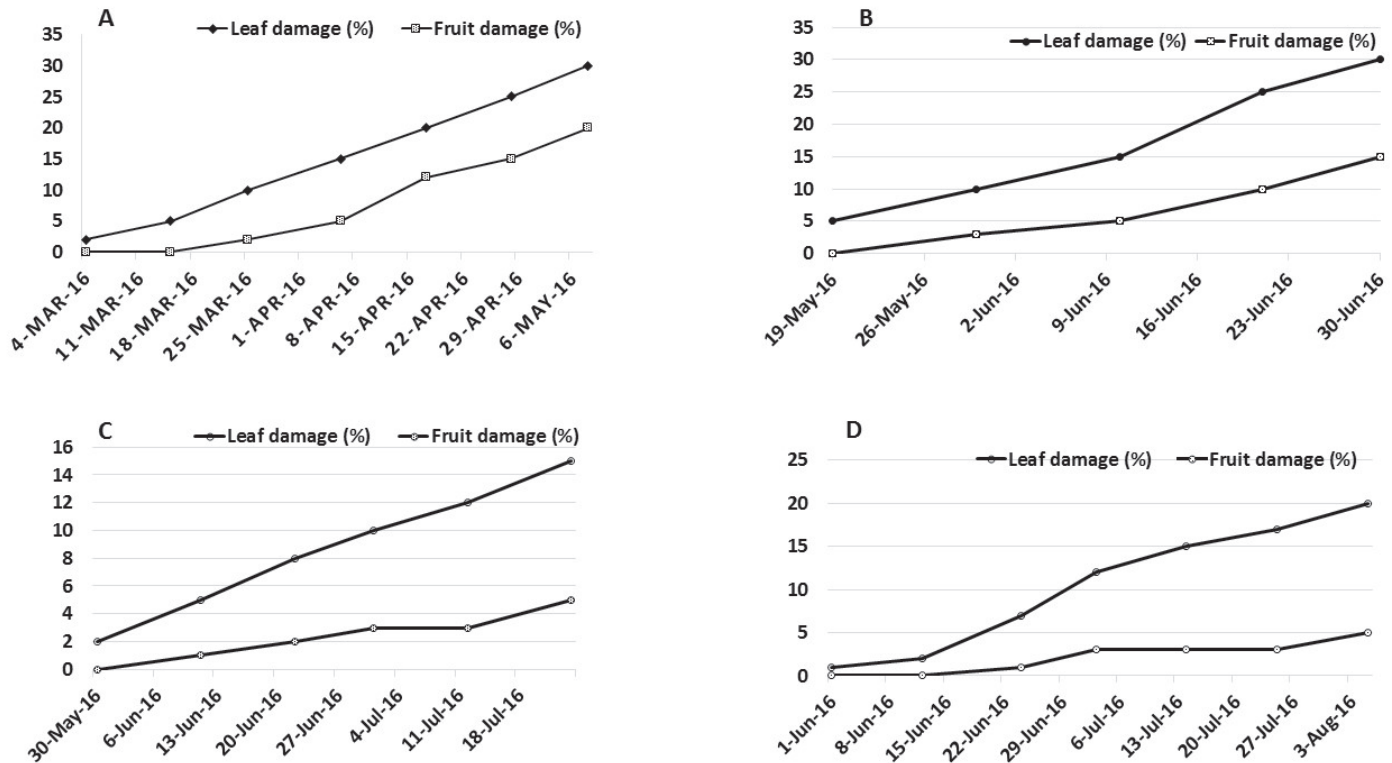 A
Leaf damage (%) Fruit damage (%)
35
30
25
20
15
10
5
0
4-MAR-16 11-MAR-16 18-MAR-16 25-MAR-16 1-APR-16 8-APR-16 15-APR-16 22-APR-16 29-APR-16 6-MAY-16
B
Leaf damage (%) Fruit damage (%)
35
30
25
20
15
10
5
0
19-May-16 26-May-16 2-Jun-16 9-Jun-16 16-Jun-16 23-Jun-16 30-Jun-16
C
Leaf damage (%) Fruit damage (%)
16
14
12
10
8
6
4
2
0
30-May-16 6-Jun-16 13-Jun-16 20-Jun-16 27-Jun-16 4-Jul-16 11-Jul-16 18-Jul-16
D
Leaf damage (%) Fruit damage (%)
25
20
15
10
5
0
1-Jun-16 8-Jun-16 15-Jun-16 22-Jun-16 29-Jun-16 6-Jul-16 13-Jul-16 20-Jul-16 27-Jul-16 3-Aug-16